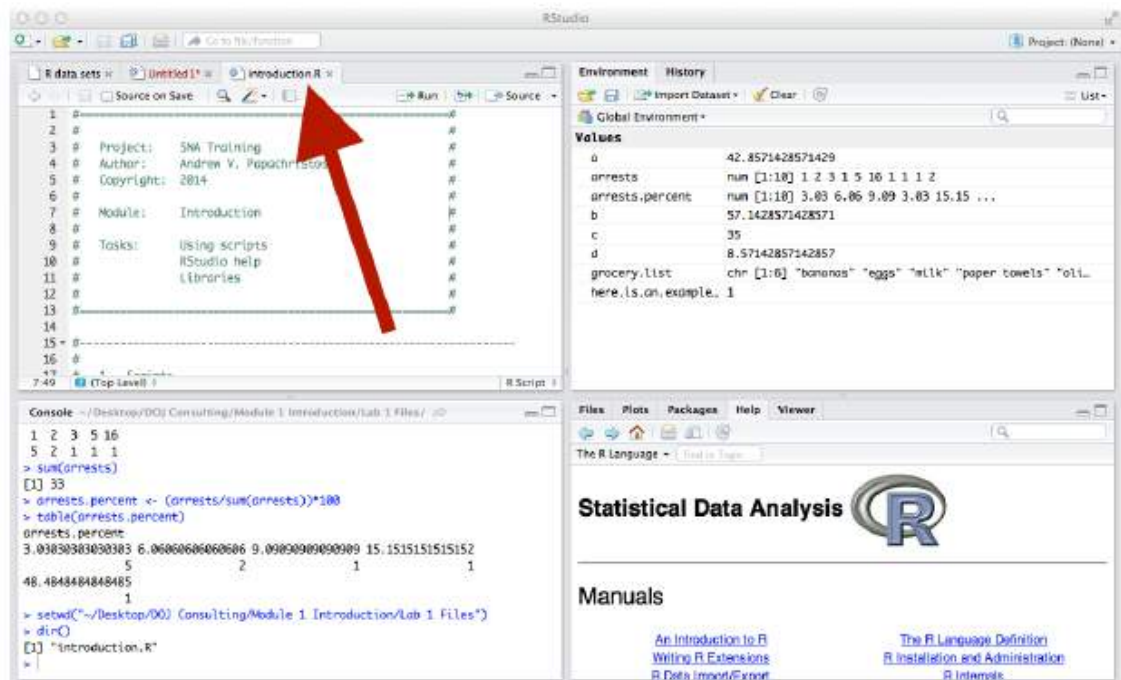 RStudio
Go to file/function
Project: (None)
R data sets
Untitled1*
introduction.R
Source on Save
Run
Source
1 #
2 #
3 # Project: SNA Training
4 # Author: Andrew V. Papachristos
5 # Copyright: 2014
6 #
7 # Module: Introduction
8 #
9 # Tasks: Using scripts
10 # RStudio help
11 # Libraries
12 #
13 #
14
15 #
16 #
17 # 1. Scripts
7:49 (Top Level) R Script
Console ~/Desktop/DOJ Consulting/Module 1 Introduction/Lab 1 Files/
1 2 3 5 16
5 2 1 1 1
> sum(arrests)
[1] 33
> arrests.percent <- (arrests/sum(arrests))*100
> table(arrests.percent)
arrests.percent
3.03030303030303 6.06060606060606 9.09090909090909 15.1515151515152
5 2 1 1
48.4848484848485
1
> setwd("~/Desktop/DOJ Consulting/Module 1 Introduction/Lab 1 Files")
> dir()
[1] "introduction.R"
>
Environment History
Import Dataset Clear List
Global Environment
Values
a 42.8571428571429
arrests num [1:10] 1 2 3 1 5 16 1 1 1 2
arrests.percent num [1:10] 3.03 6.06 9.09 3.03 15.15 ...
b 57.1428571428571
c 35
d 8.57142857142857
grocery.list chr [1:6] "bananas" "eggs" "milk" "paper towels" "oli…
here.is.an.example… 1
Files Plots Packages Help Viewer
The R Language Find in Topic
Statistical Data Analysis R
Manuals
An Introduction to R
The R Language Definition
Writing R Extensions
R Installation and Administration
R Data Import/Export
R Internals